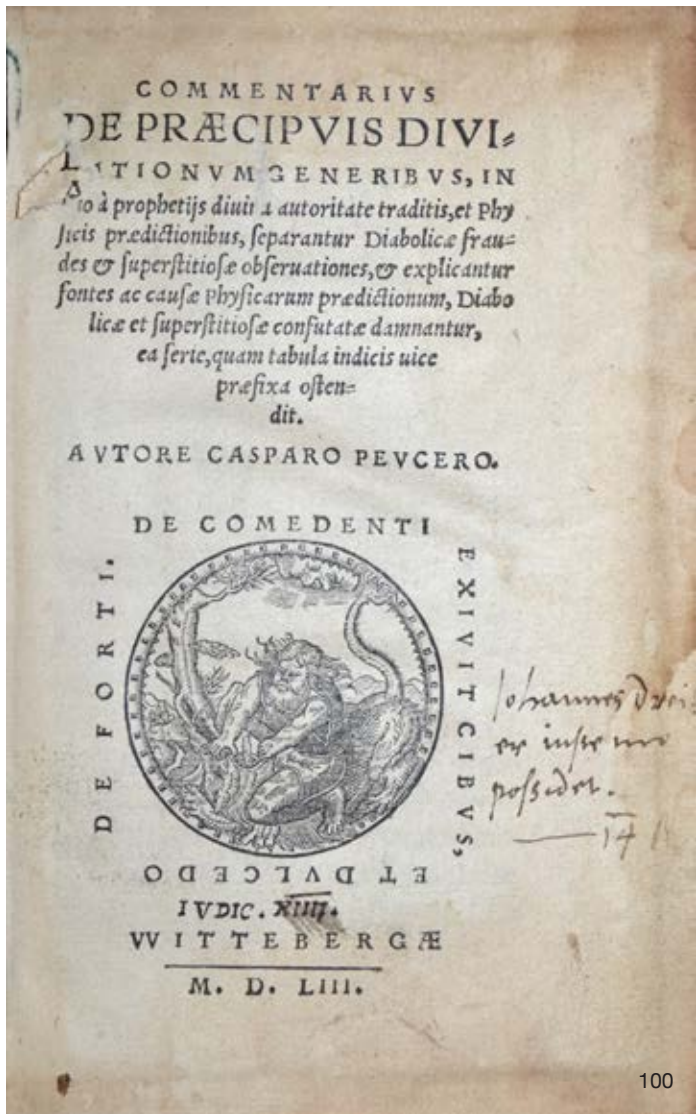 COMMENTARIVS
DE PRÆCIPVIS DIVI=
TIONVM GENERIBVS, IN
à prophetijs autoritate traditis, et Phy
sicis prædictionibus, separantur Diabolicæ frau=
des & superstitiosæ obseruationes, & explicantur
fontes ac causæ Physicarum prædictionum, Diabo
licæ et superstitiosæ confutatæ damnantur,
ea serie, quam tabula indicis uice
præfixa osten=
dit.
AVTORE CASPARO PEVCERO.
DE COMEDENTI
EXIVIT CIBVS,
ET DVLCEDO
DE FORTI.
IVDIC. XIIII.
VVITTEBERGÆ
M. D. LIII.
Johannes
possidet.
100